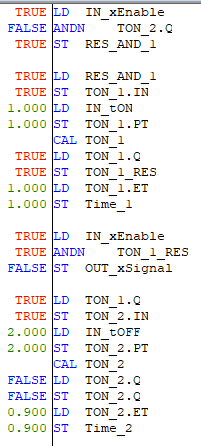 TRUE LD IN_xEnable
FALSE ANDN TON_2.Q
TRUE ST RES_AND_1
TRUE LD RES_AND_1
TRUE ST TON_1.IN
1.000 LD IN_tON
1.000 ST TON_1.PT
CAL TON_1
TRUE LD TON_1.Q
TRUE ST TON_1_RES
1.000 LD TON_1.ET
1.000 ST Time_1
TRUE LD IN_xEnable
TRUE ANDN TON_1_RES
FALSE ST OUT_xSignal
TRUE LD TON_1.Q
TRUE ST TON_2.IN
2.000 LD IN_tOFF
2.000 ST TON_2.PT
CAL TON_2
FALSE LD TON_2.Q
FALSE ST TON_2.Q
0.900 LD TON_2.ET
0.900 ST Time_2